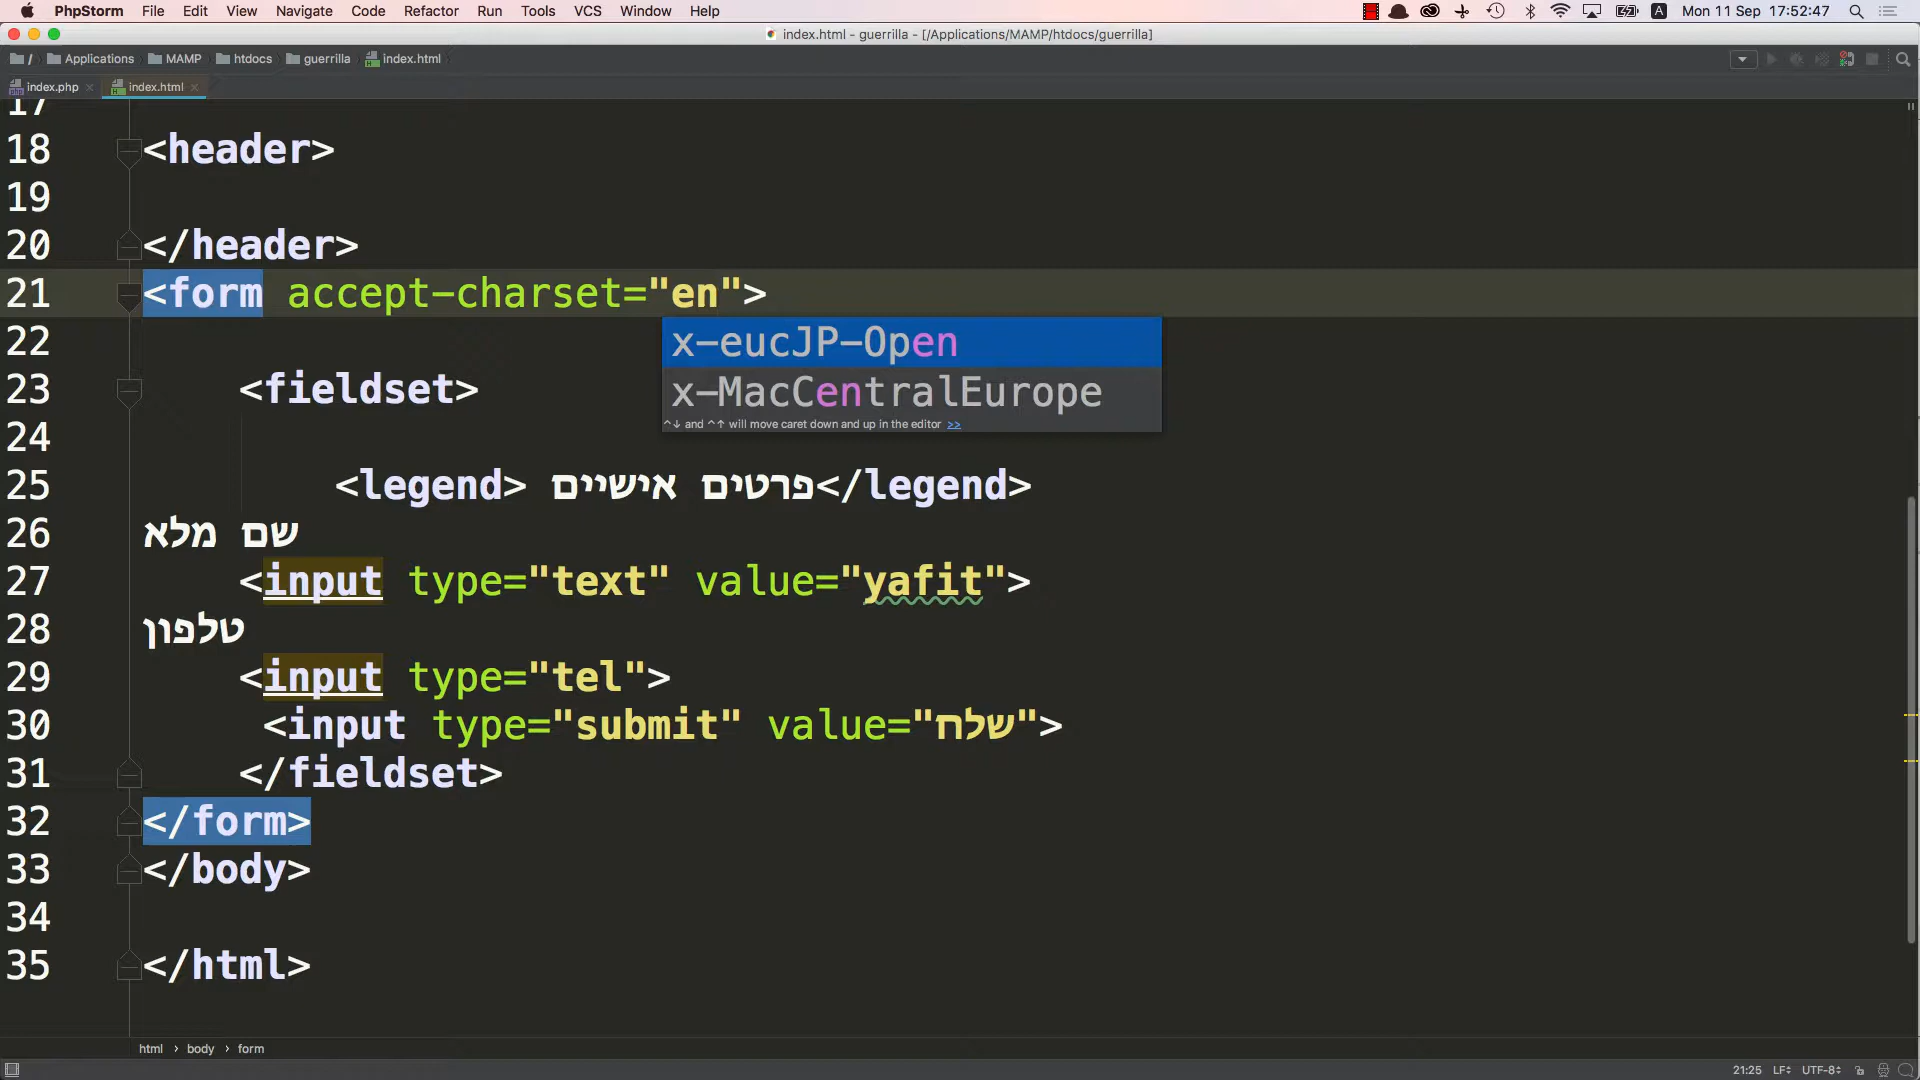 PhpStorm File Edit View Navigate Code Refactor Run Tools VCS Window Help Mon 11 Sep 17:52:47
index.html - guerrilla - [/Applications/MAMP/htdocs/guerrilla]
/ Applications MAMP htdocs guerrilla index.html
index.php index.html
17
18 <header>
19
20 </header>
21 <form accept-charset="en">
22
x-eucJP-Open
23 <fieldset>
x-MacCentralEurope
^↓ and ^↑ will move caret down and up in the editor >>
24
25 <legend> פרטים אישיים</legend>
26 שם מלא
27 <input type="text" value="yafit">
28 טלפון
29 <input type="tel">
30 <input type="submit" value="שלח">
31 </fieldset>
32 </form>
33 </body>
34
35 </html>
html › body › form
21:25 LF÷ UTF-8÷